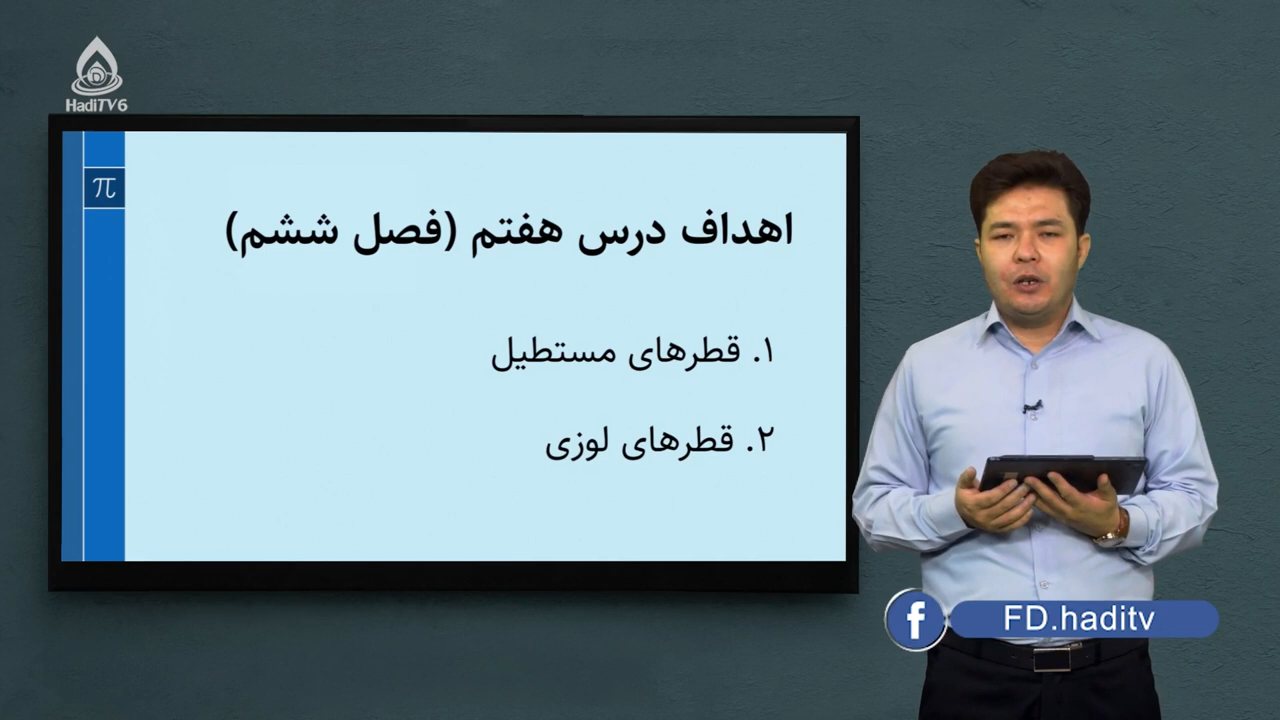 HadiTV6
π
اهداف درس هفتم (فصل ششم)
۱. قطرهای مستطیل
۲. قطرهای لوزی
f FD.haditv